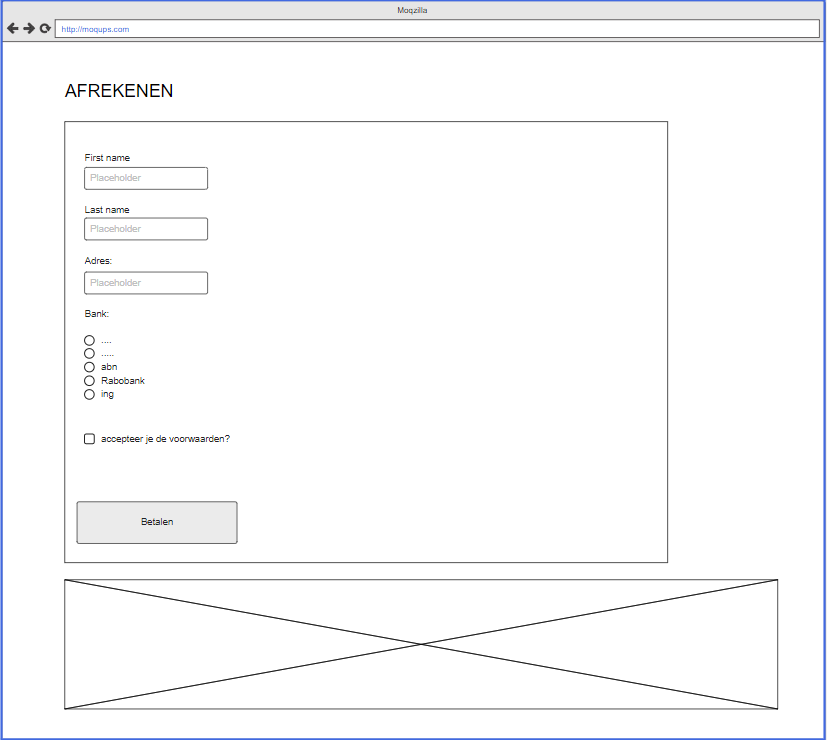 Moqzilla
http://moqups.com
AFREKENEN
First name
Placeholder
Last name
Placeholder
Adres:
Placeholder
Bank:
....
.....
abn
Rabobank
ing
accepteer je de voorwaarden?
Betalen